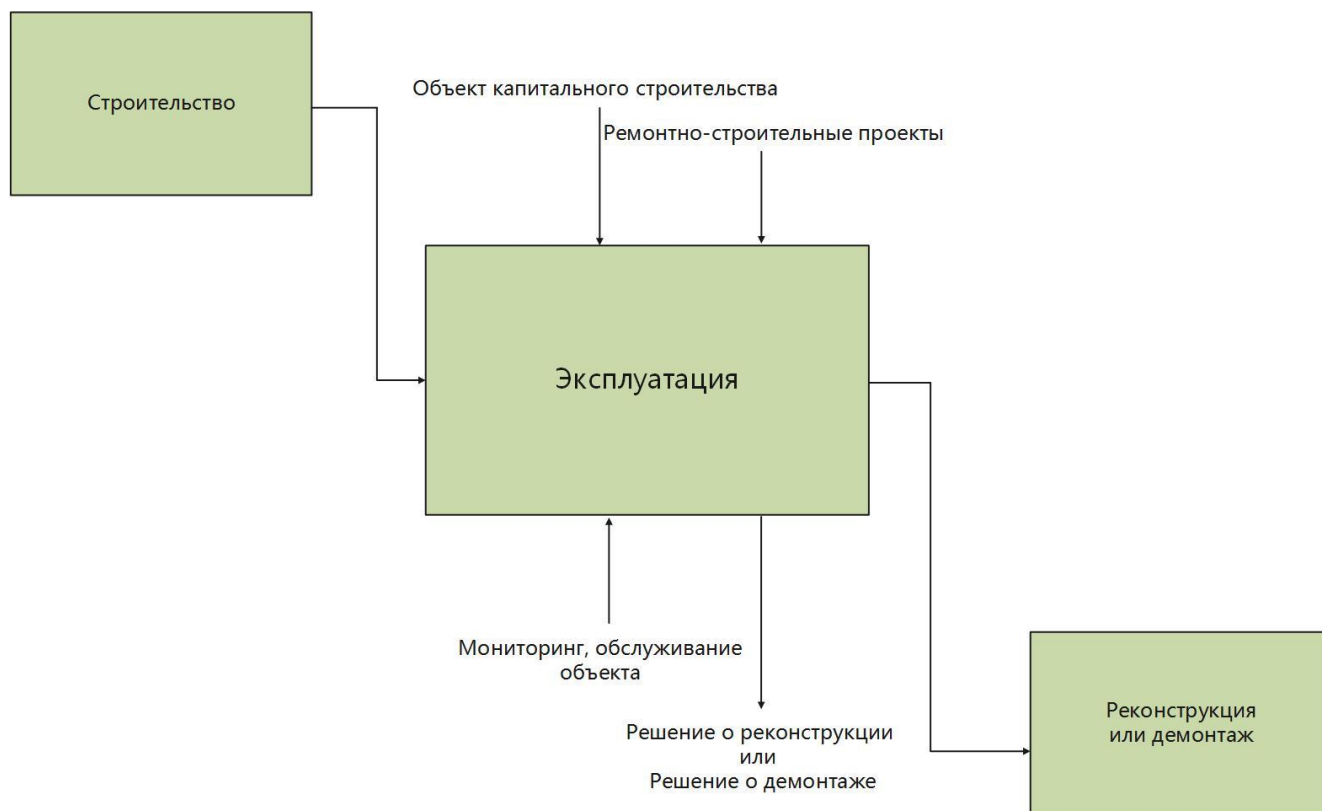 Строительство
Объект капитального строительства
Ремонтно-строительные проекты
Эксплуатация
Мониторинг, обслуживание
объекта
Решение о реконструкции
или
Решение о демонтаже
Реконструкция
или демонтаж